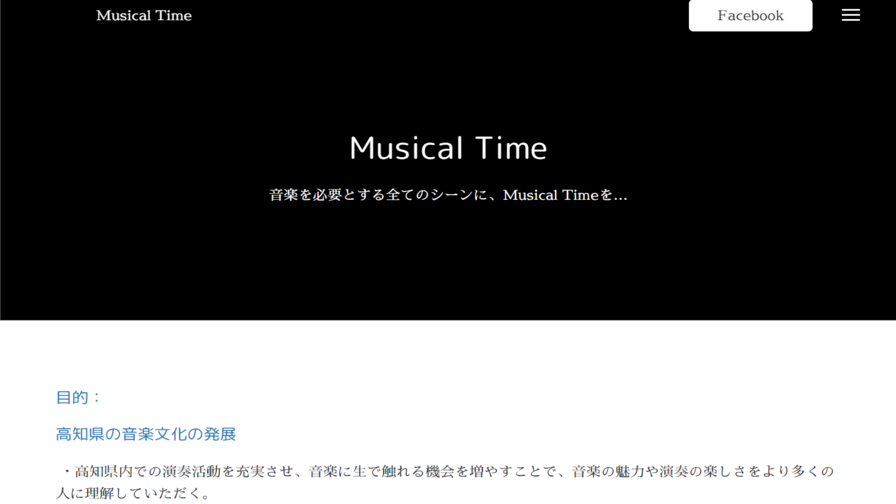 Musical Time
Facebook
Musical Time
音楽を必要とする全てのシーンに、Musical Timeを...
目的：
高知県の音楽文化の発展
・高知県内での演奏活動を充実させ、音楽に生で触れる機会を増やすことで、音楽の魅力や演奏の楽しさをより多くの
人に理解していただく。